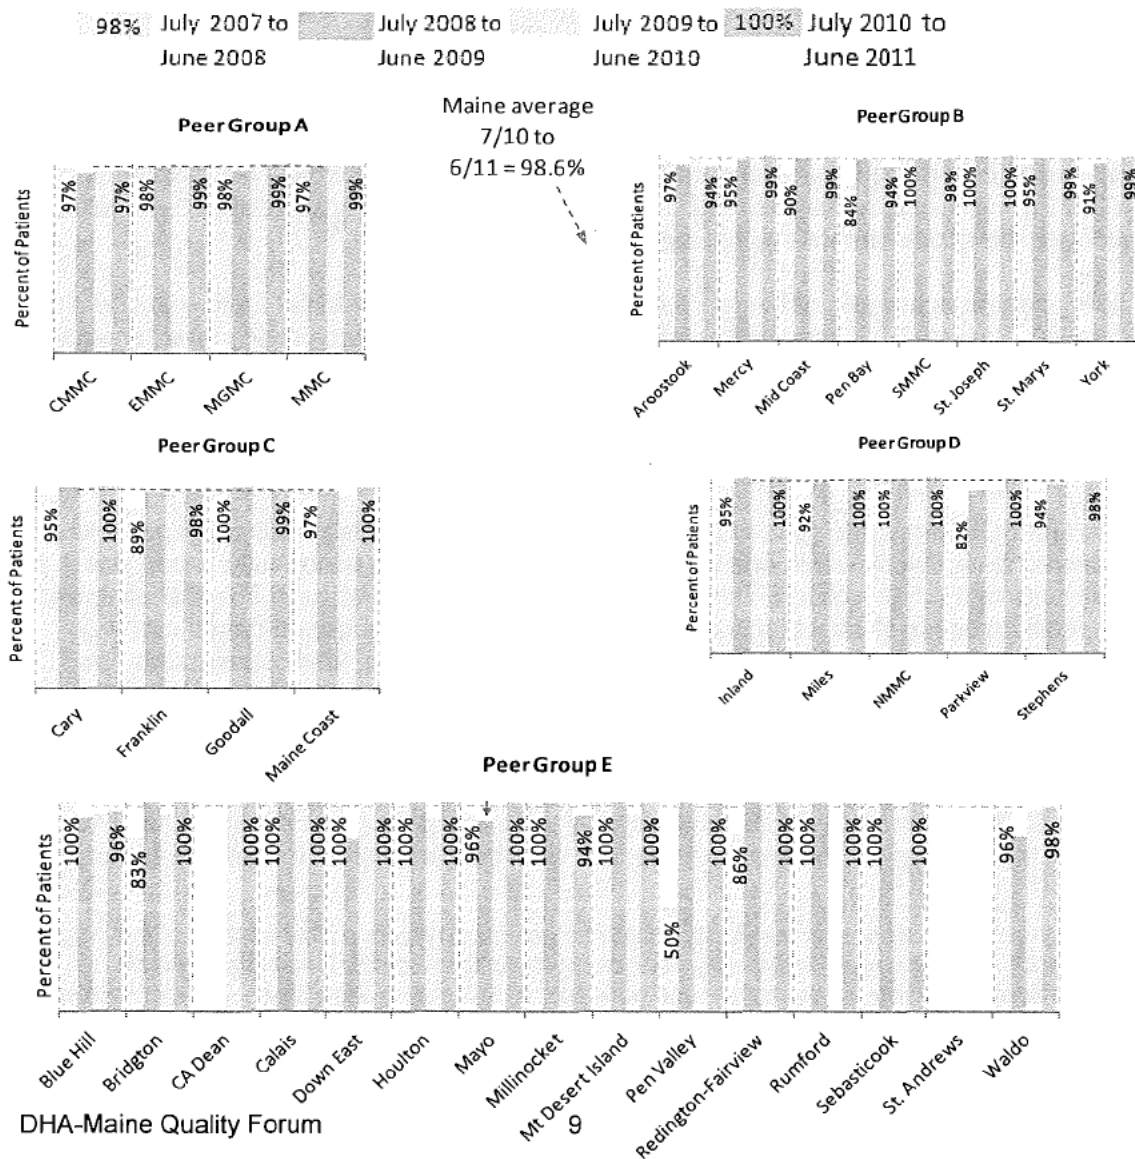 98% July 2007 to June 2008
July 2008 to June 2009
July 2009 to June 2010
100% July 2010 to June 2011
Maine average
7/10 to
6/11 = 98.6%
Peer Group A
Percent of Patients
97% 97% 98% 99% 98% 99% 97% 99%
CMMC EMMC MGMC MMC
Peer Group B
Percent of Patients
97% 94% 95% 99% 90% 99% 84% 94% 100% 98% 100% 100% 95% 99% 91% 99%
Aroostook Mercy Mid Coast Pen Bay SMMC St. Joseph St. Marys York
Peer Group C
Percent of Patients
95% 100% 89% 98% 100% 99% 97% 100%
Cary Franklin Goodall Maine Coast
Peer Group D
Percent of Patients
95% 100% 92% 100% 100% 100% 82% 100% 94% 98%
Inland Miles NMMC Parkview Stephens
Peer Group E
Percent of Patients
100% 96% 83% 100% 100% 100% 100% 100% 100% 100% 100% 96% 100% 100% 94% 100% 100% 50% 100% 86% 100% 100% 100% 100% 100% 96% 98%
Blue Hill Bridgton CA Dean Calais Down East Houlton Mayo Millinocket Mt Desert Island Pen Valley Redington-Fairview Rumford Sebasticook St. Andrews Waldo
DHA-Maine Quality Forum
9